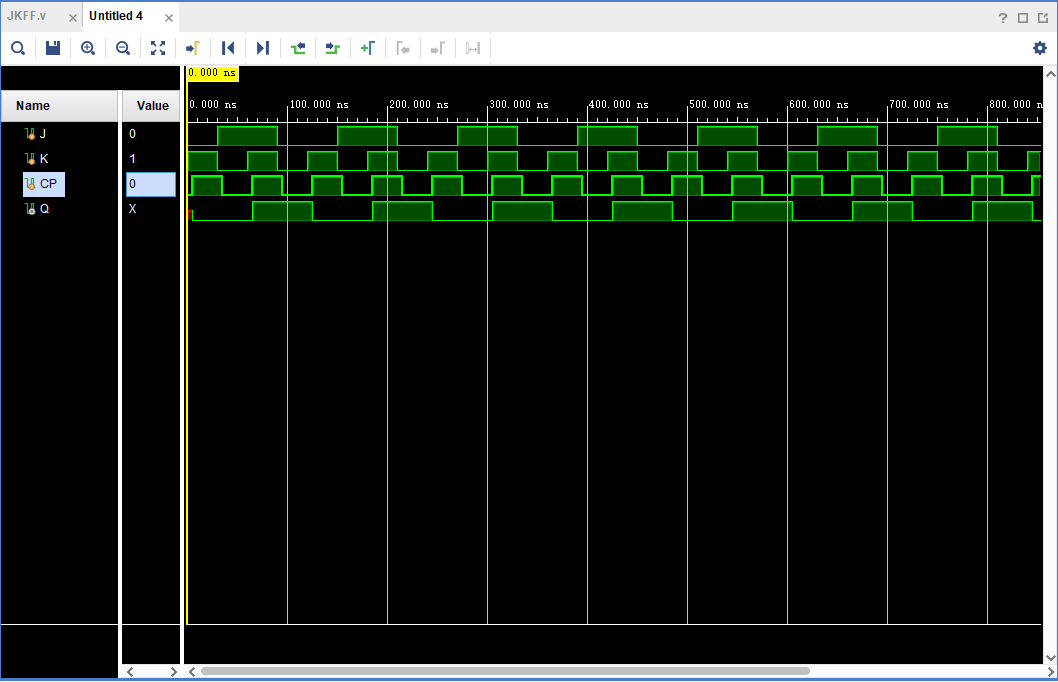 JKFF.v Untitled 4
0.000 ns
Name Value
0.000 ns 100.000 ns 200.000 ns 300.000 ns 400.000 ns 500.000 ns 600.000 ns 700.000 ns 800.000 n
J 0
K 1
CP 0
Q X